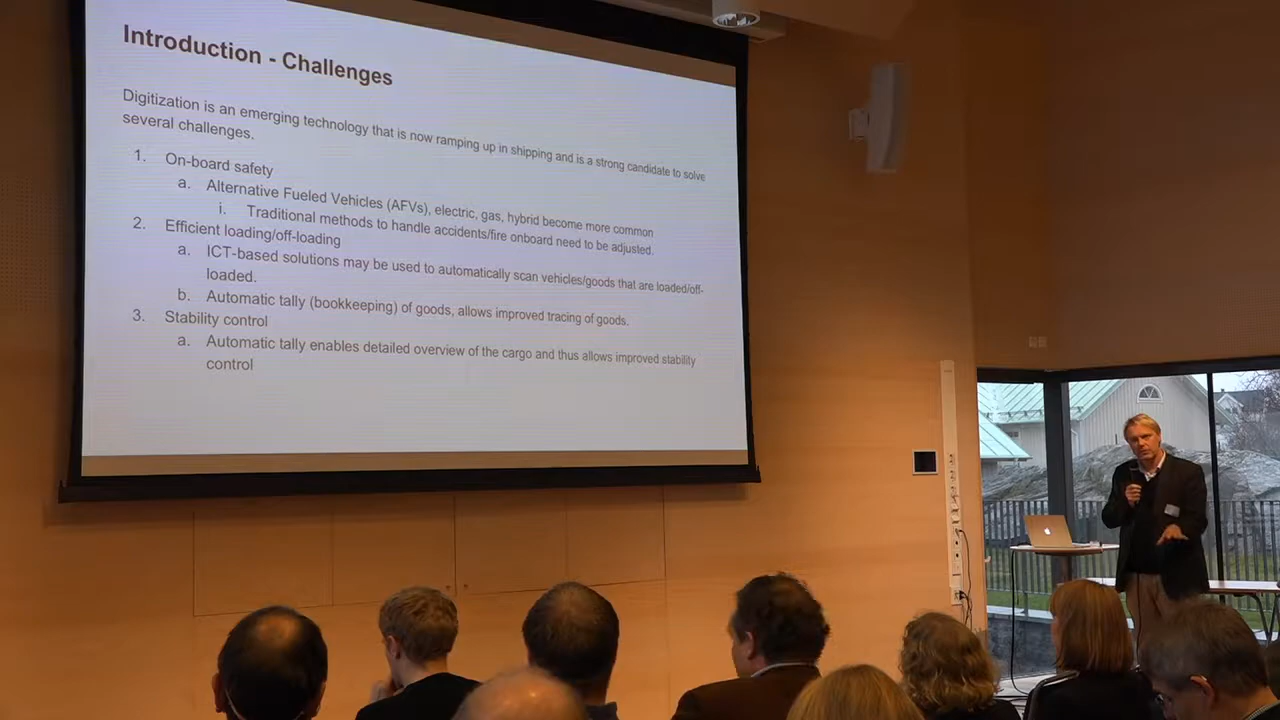 Introduction - Challenges
Digitization is an emerging technology that is now ramping up in shipping and is a strong candidate to solve
several challenges.
1. On-board safety
a. Alternative Fueled Vehicles (AFVs), electric, gas, hybrid become more common
i. Traditional methods to handle accidents/fire onboard need to be adjusted.
2. Efficient loading/off-loading
a. ICT-based solutions may be used to automatically scan vehicles/goods that are loaded/off-
loaded.
b. Automatic tally (bookkeeping) of goods, allows improved tracing of goods.
3. Stability control
a. Automatic tally enables detailed overview of the cargo and thus allows improved stability
control